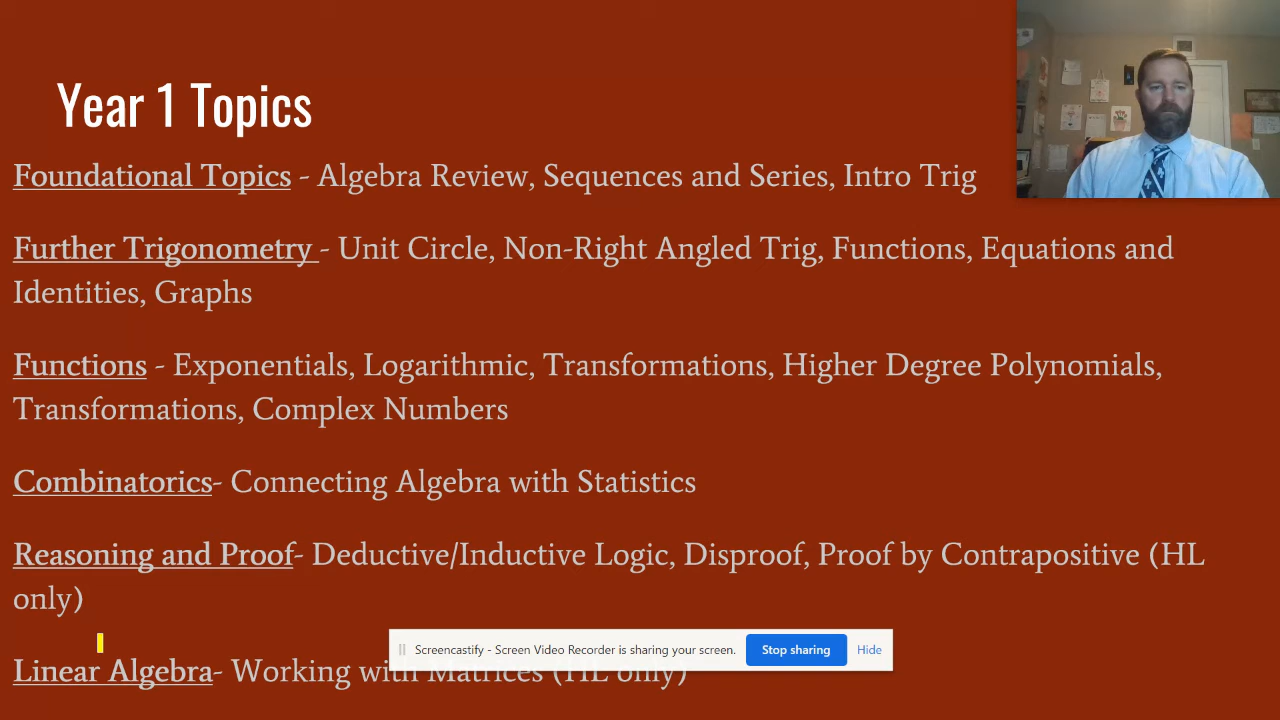 Year 1 Topics
Foundational Topics - Algebra Review, Sequences and Series, Intro Trig
Further Trigonometry - Unit Circle, Non-Right Angled Trig, Functions, Equations and
Identities, Graphs
Functions - Exponentials, Logarithmic, Transformations, Higher Degree Polynomials,
Transformations, Complex Numbers
Combinatorics- Connecting Algebra with Statistics
Reasoning and Proof- Deductive/Inductive Logic, Disproof, Proof by Contrapositive (HL
only)
Screencastify - Screen Video Recorder is sharing your screen. Stop sharing Hide
Linear Algebra- Working with Matrices (HL only)